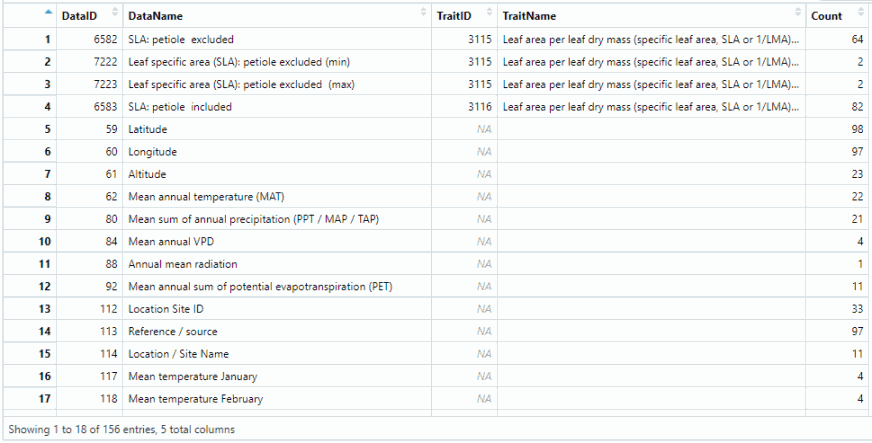 DataID DataName TraitID TraitName Count
1 6582 SLA: petiole excluded 3115 Leaf area per leaf dry mass (specific leaf area, SLA or 1/LMA)... 64
2 7222 Leaf specific area (SLA): petiole excluded (min) 3115 Leaf area per leaf dry mass (specific leaf area, SLA or 1/LMA)... 2
3 7223 Leaf specific area (SLA): petiole excluded (max) 3115 Leaf area per leaf dry mass (specific leaf area, SLA or 1/LMA)... 2
4 6583 SLA: petiole included 3116 Leaf area per leaf dry mass (specific leaf area, SLA or 1/LMA)... 82
5 59 Latitude NA 98
6 60 Longitude NA 97
7 61 Altitude NA 23
8 62 Mean annual temperature (MAT) NA 22
9 80 Mean sum of annual precipitation (PPT / MAP / TAP) NA 21
10 84 Mean annual VPD NA 4
11 88 Annual mean radiation NA 1
12 92 Mean annual sum of potential evapotranspiration (PET) NA 11
13 112 Location Site ID NA 33
14 113 Reference / source NA 97
15 114 Location / Site Name NA 11
16 117 Mean temperature January NA 4
17 118 Mean temperature February NA 4
Showing 1 to 18 of 156 entries, 5 total columns